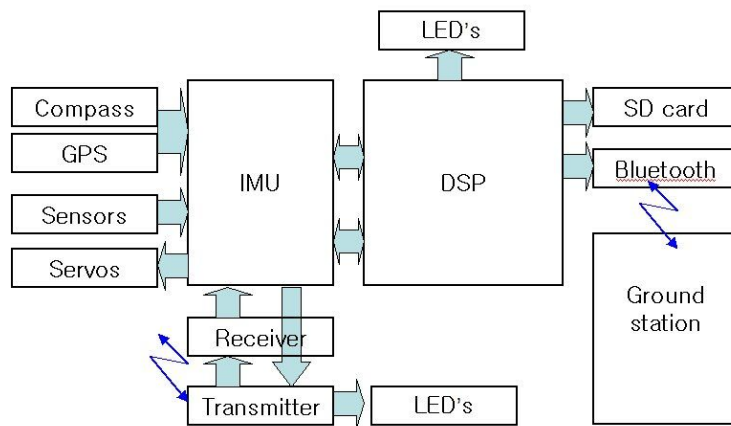 LED's
Compass
GPS
Sensors
Servos
IMU
DSP
SD card
Bluetooth
Ground
station
Receiver
Transmitter
LED's